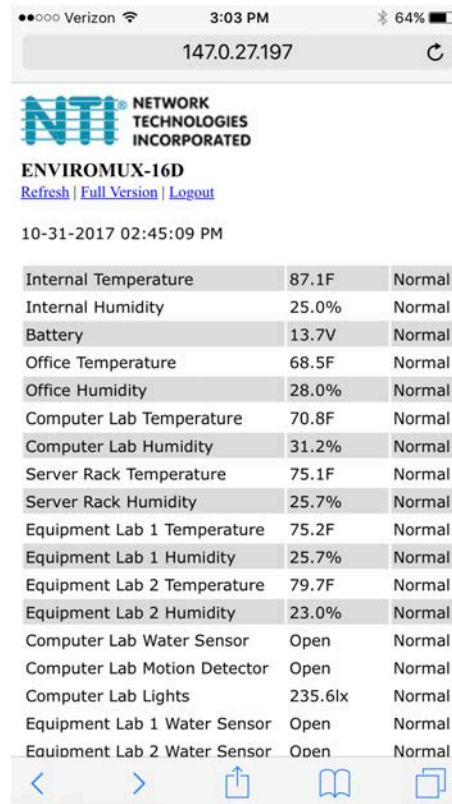 Verizon 3:03 PM 64%
147.0.27.197
NTI® NETWORK
TECHNOLOGIES
INCORPORATED
ENVIROMUX-16D
Refresh | Full Version | Logout
10-31-2017 02:45:09 PM
Internal Temperature 87.1F Normal
Internal Humidity 25.0% Normal
Battery 13.7V Normal
Office Temperature 68.5F Normal
Office Humidity 28.0% Normal
Computer Lab Temperature 70.8F Normal
Computer Lab Humidity 31.2% Normal
Server Rack Temperature 75.1F Normal
Server Rack Humidity 25.7% Normal
Equipment Lab 1 Temperature 75.2F Normal
Equipment Lab 1 Humidity 25.7% Normal
Equipment Lab 2 Temperature 79.7F Normal
Equipment Lab 2 Humidity 23.0% Normal
Computer Lab Water Sensor Open Normal
Computer Lab Motion Detector Open Normal
Computer Lab Lights 235.6lx Normal
Equipment Lab 1 Water Sensor Open Normal
Equipment Lab 2 Water Sensor Open Normal